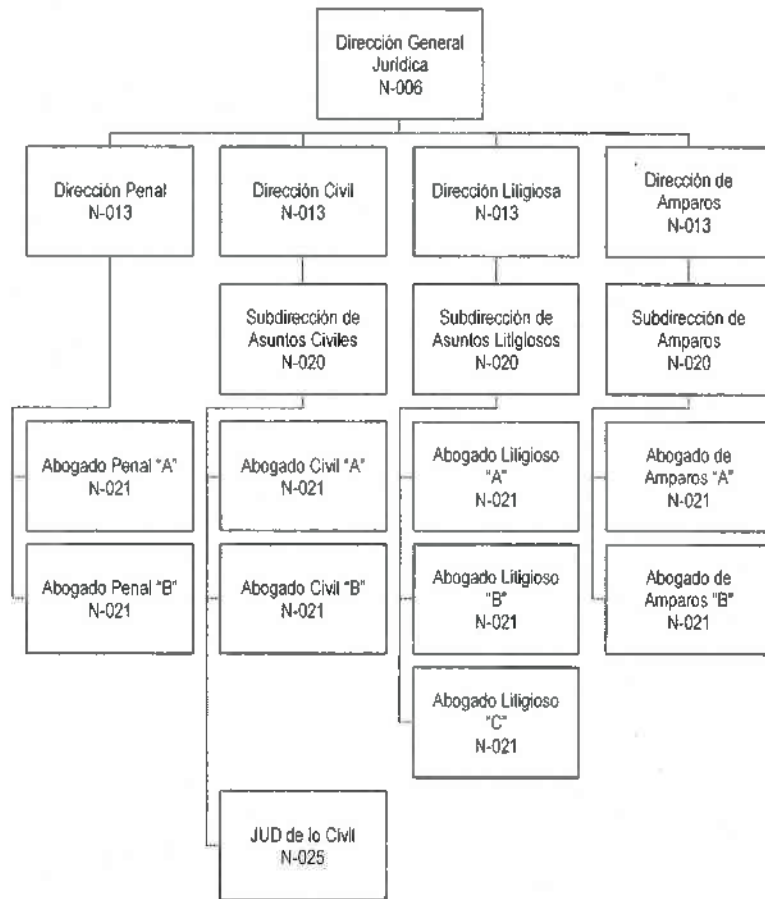 Dirección General
Jurídica
N-006
Dirección Penal
N-013
Dirección Civil
N-013
Dirección Litigiosa
N-013
Dirección de
Amparos
N-013
Subdirección de
Asuntos Civiles
N-020
Subdirección de
Asuntos Litigiosos
N-020
Subdirección de
Amparos
N-020
Abogado Penal "A"
N-021
Abogado Civil "A"
N-021
Abogado Litigioso
"A"
N-021
Abogado de
Amparos "A"
N-021
Abogado Penal "B"
N-021
Abogado Civil "B"
N-021
Abogado Litigioso
"B"
N-021
Abogado de
Amparos "B"
N-021
Abogado Litigioso
"C"
N-021
JUD de lo Civil
N-025